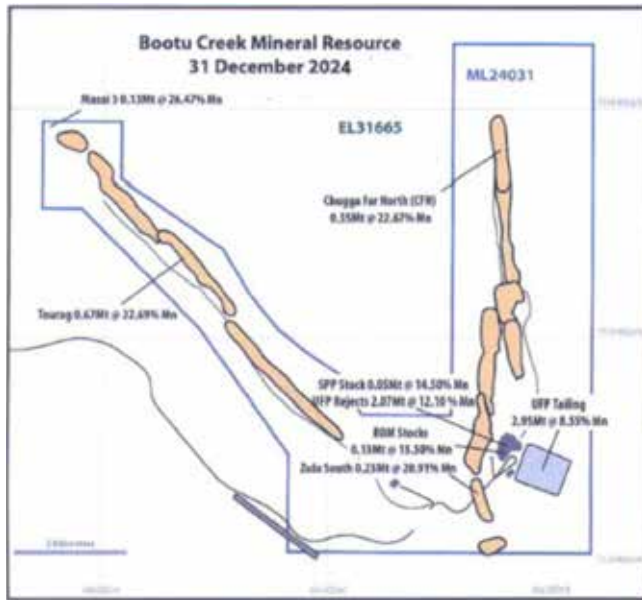 Bootu Creek Mineral Resource
31 December 2024
ML24031
Masai 3 0.13Mt @ 26.47% Mn
EL31665
Chugga Far North (CFN)
0.35Mt @ 22.67% Mn
Tourag 0.67Mt @ 22.69% Mn
SPP Stock 0.05Mt @ 14.50% Mn
UFP Rejects 2.07Mt @ 12.10 % Mn
UFP Tailing
2.95Mt @ 8.55% Mn
ROM Stocks
0.13Mt @ 15.50% Mn
Zulu South 0.23Mt @ 20.91% Mn